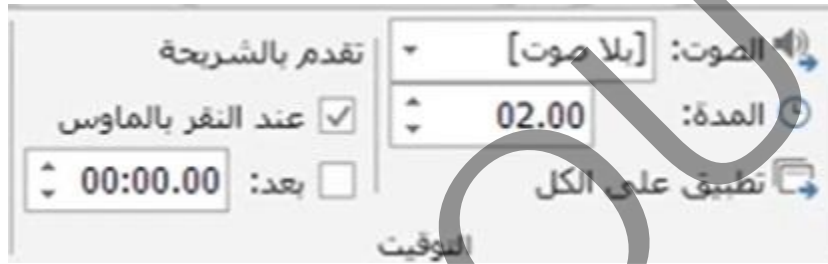 الصوت: [بلا صوت]
المدة: 02.00
تطبيق على الكل
تقدم بالشريحة
عند النقر بالماوس
بعد: 00:00.00
التوقيت